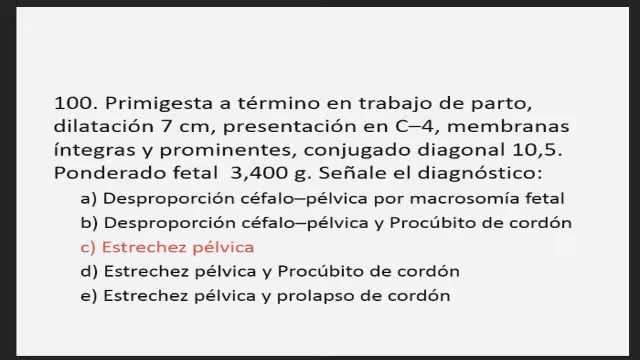 100. Primigesta a término en trabajo de parto,
dilatación 7 cm, presentación en C–4, membranas
íntegras y prominentes, conjugado diagonal 10,5.
Ponderado fetal 3,400 g. Señale el diagnóstico:
a) Desproporción céfalo–pélvica por macrosomía fetal
b) Desproporción céfalo–pélvica y Procúbito de cordón
c) Estrechez pélvica
d) Estrechez pélvica y Procúbito de cordón
e) Estrechez pélvica y prolapso de cordón